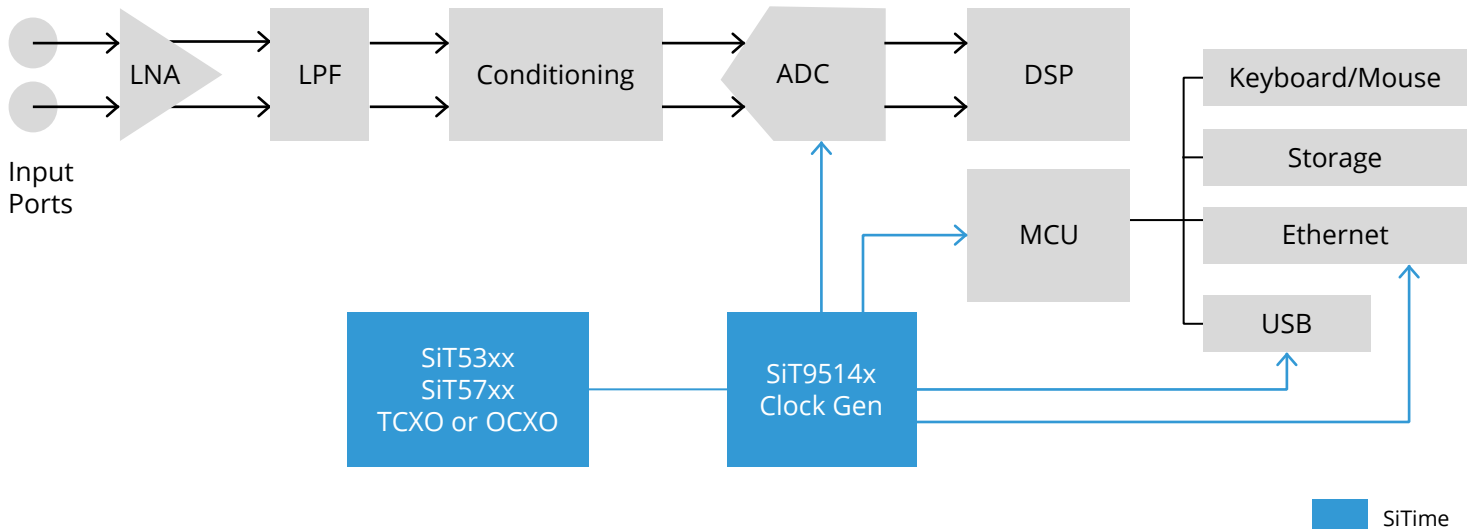 Input
Ports
LNA
LPF
Conditioning
ADC
DSP
MCU
Keyboard/Mouse
Storage
Ethernet
USB
SiT53xx
SiT57xx
TCXO or OCXO
SiT9514x
Clock Gen
SiTime